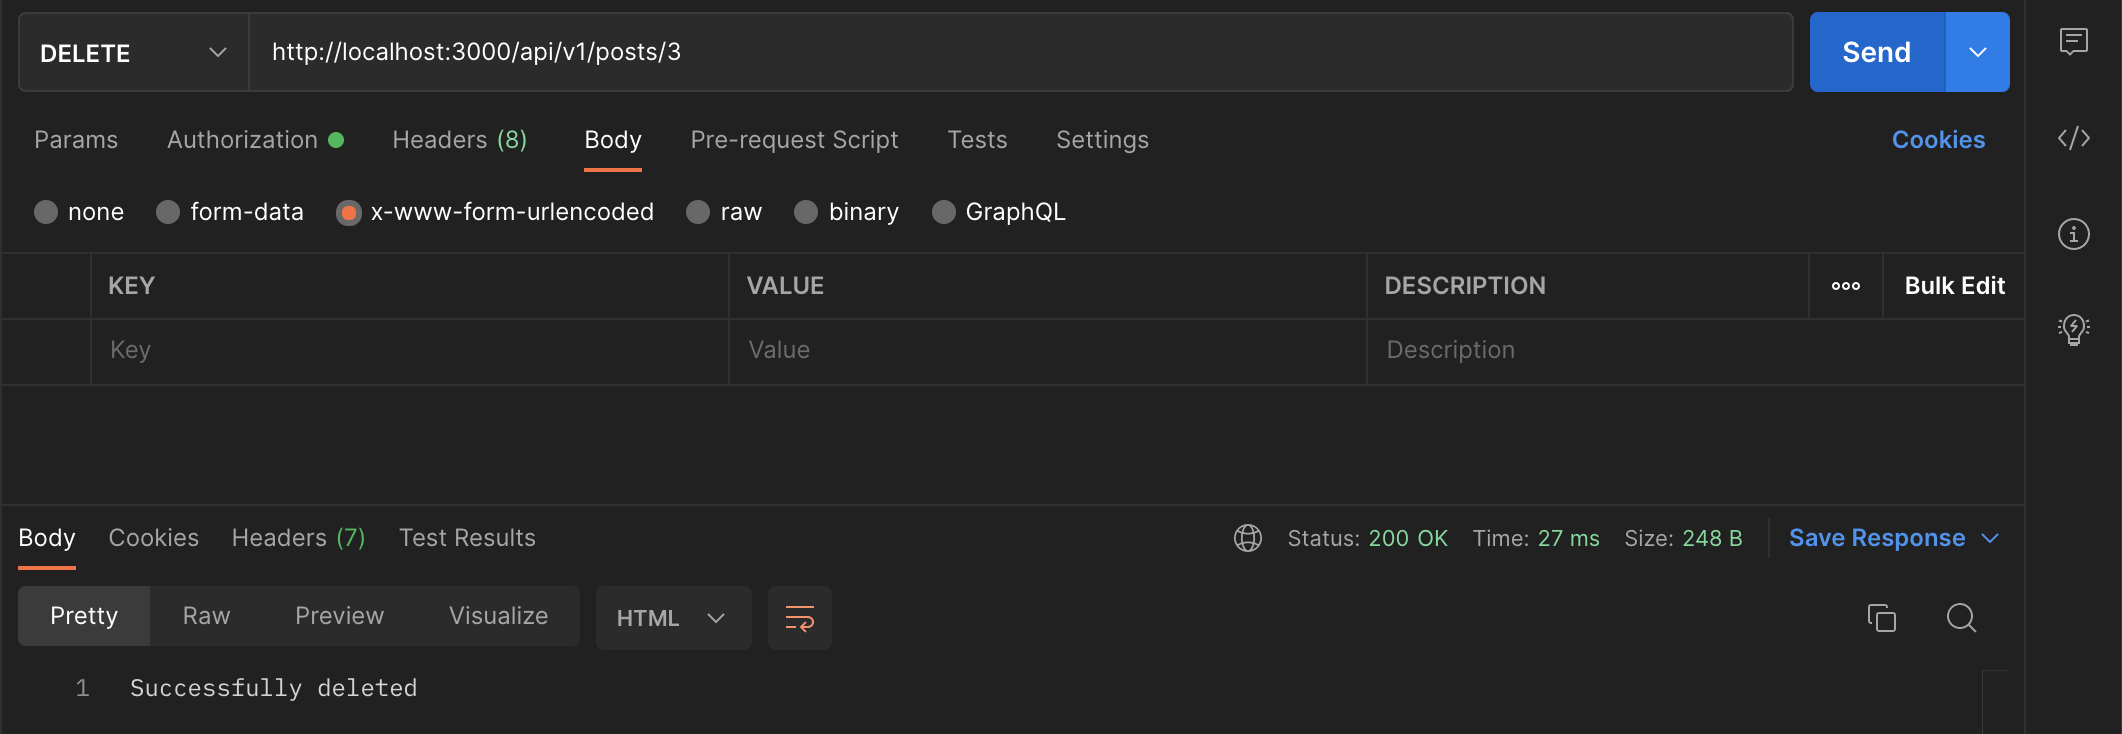 DELETE http://localhost:3000/api/v1/posts/3 Send
Params Authorization Headers (8) Body Pre-request Script Tests Settings Cookies
none form-data x-www-form-urlencoded raw binary GraphQL
KEY VALUE DESCRIPTION Bulk Edit
Key Value Description
Body Cookies Headers (7) Test Results Status: 200 OK Time: 27 ms Size: 248 B Save Response
Pretty Raw Preview Visualize HTML
1 Successfully deleted